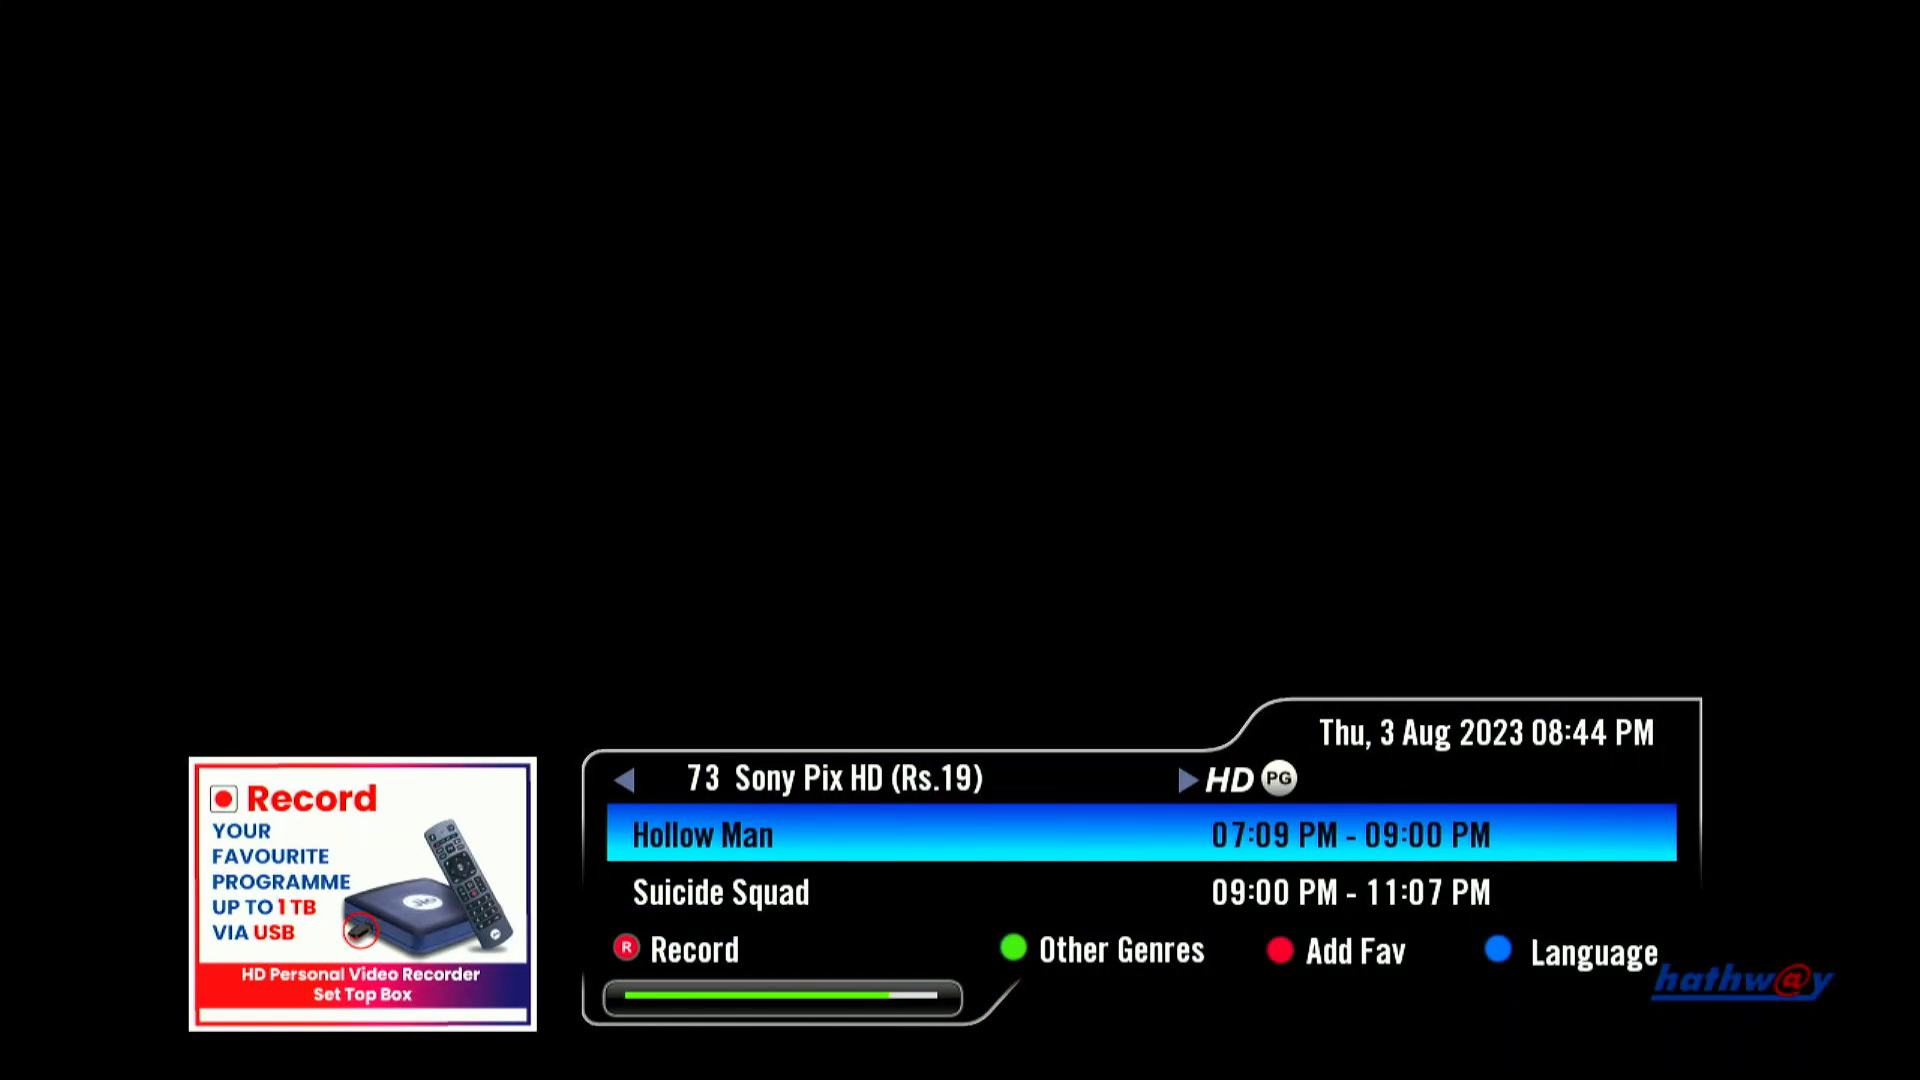 Thu, 3 Aug 2023 08:44 PM
73 Sony Pix HD (Rs.19) HD PG
Hollow Man 07:09 PM - 09:00 PM
Suicide Squad 09:00 PM - 11:07 PM
R Record Other Genres Add Fav Language
hathw@y
Record
YOUR
FAVOURITE
PROGRAMME
UP TO 1 TB
VIA USB
Jio
HD Personal Video Recorder
Set Top Box